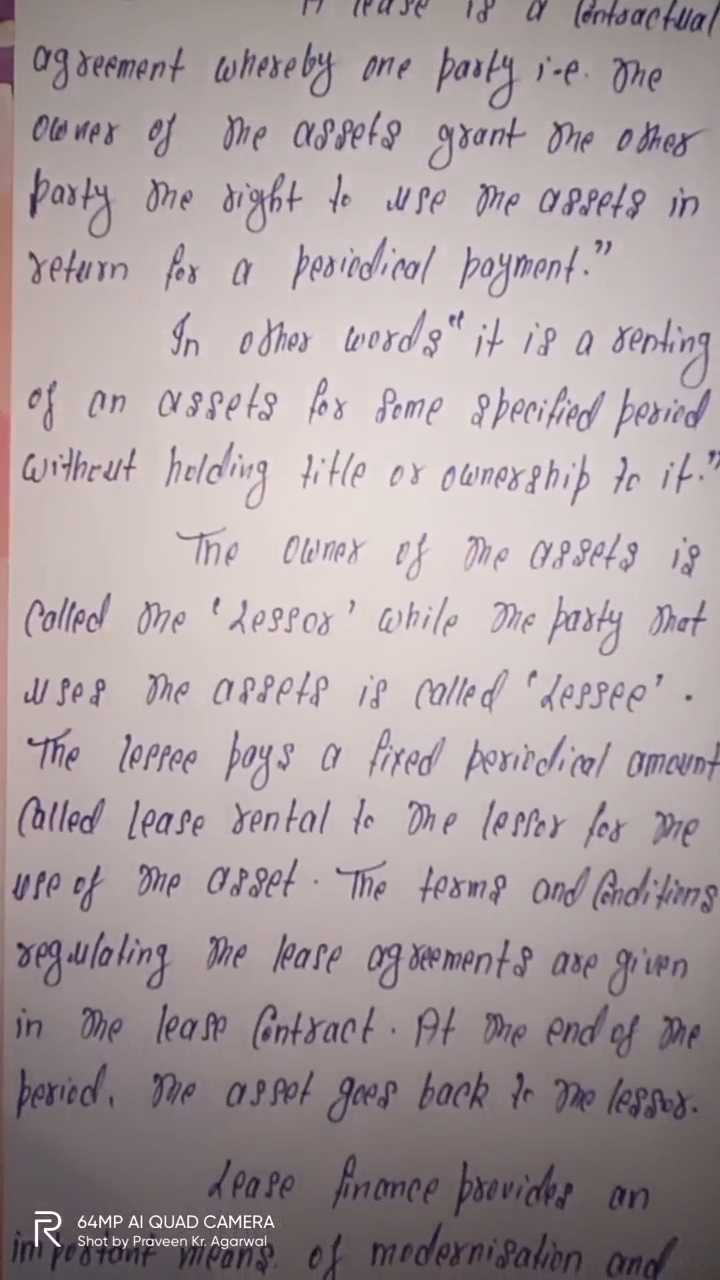 A lease is a Contractual
agreement whereby one party i.e. the
owner of the assets grant the other
party the right to use the assets in
return for a periodical payment."
In other words "it is a renting
of an assets for some specified period
without holding title or ownership to it."
The owner of the assets is
Called the 'Lessor' while the party that
uses the assets is called 'Lessee'.
The lessee pays a fixed periodical amount
Called lease rental to the lessor for the
use of the asset. The terms and Conditions
regulating the lease agreements are given
in the lease Contract. At the end of the
period, the asset goes back to the lessor.
Lease finance provides an
important means of modernisation and
64MP AI QUAD CAMERA
Shot by Praveen Kr. Agarwal